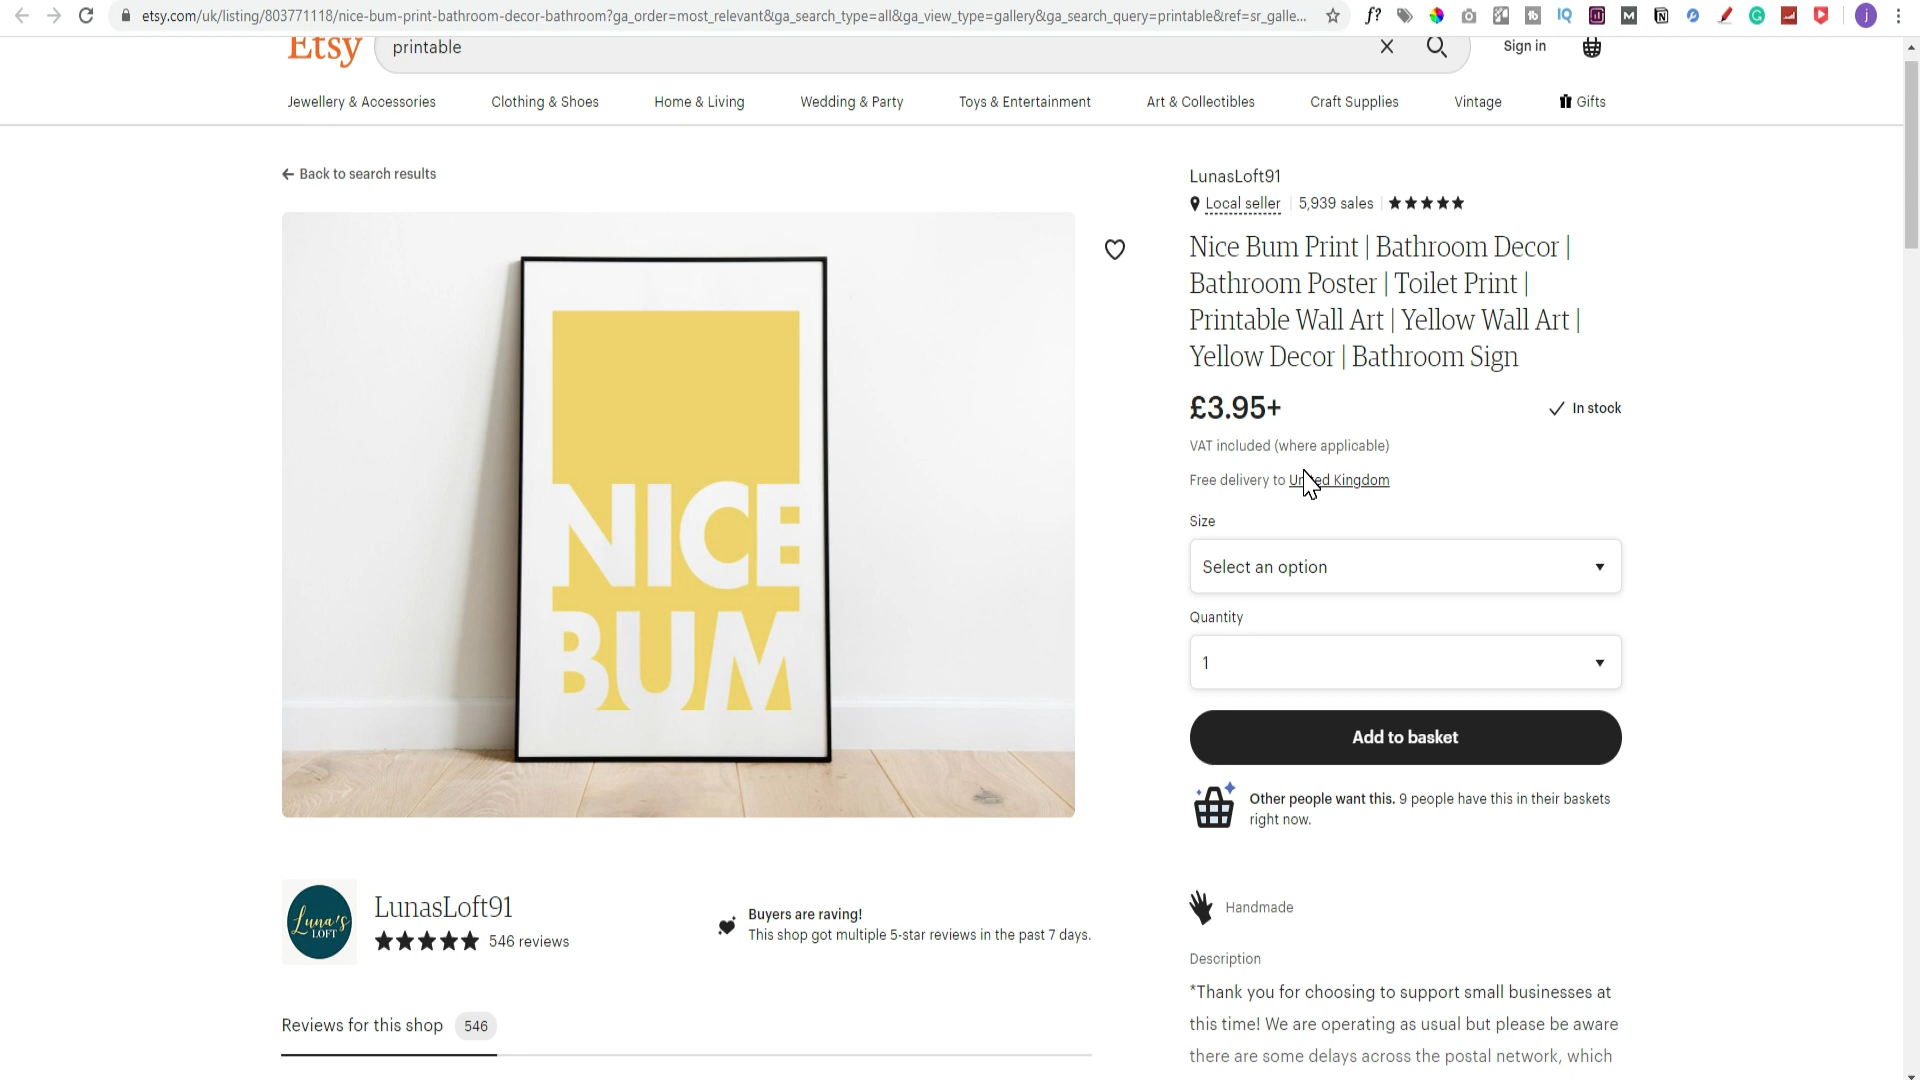 etsy.com/uk/listing/803771118/nice-bum-print-bathroom-decor-bathroom?ga_order=most_relevant&ga_search_type=all&ga_view_type=gallery&ga_search_query=printable&ref=sr_galle...
Etsy
printable
Sign in
Jewellery & Accessories
Clothing & Shoes
Home & Living
Wedding & Party
Toys & Entertainment
Art & Collectibles
Craft Supplies
Vintage
Gifts
Back to search results
NICE
BUM
LunasLoft91
Local seller
5,939 sales
Nice Bum Print | Bathroom Decor |
Bathroom Poster | Toilet Print |
Printable Wall Art | Yellow Wall Art |
Yellow Decor | Bathroom Sign
£3.95+
In stock
VAT included (where applicable)
Free delivery to United Kingdom
Size
Select an option
Quantity
1
Add to basket
Other people want this. 9 people have this in their baskets
right now.
Luna's
LOFT
LunasLoft91
546 reviews
Buyers are raving!
This shop got multiple 5-star reviews in the past 7 days.
Handmade
Description
*Thank you for choosing to support small businesses at
this time! We are operating as usual but please be aware
there are some delays across the postal network, which
Reviews for this shop
546